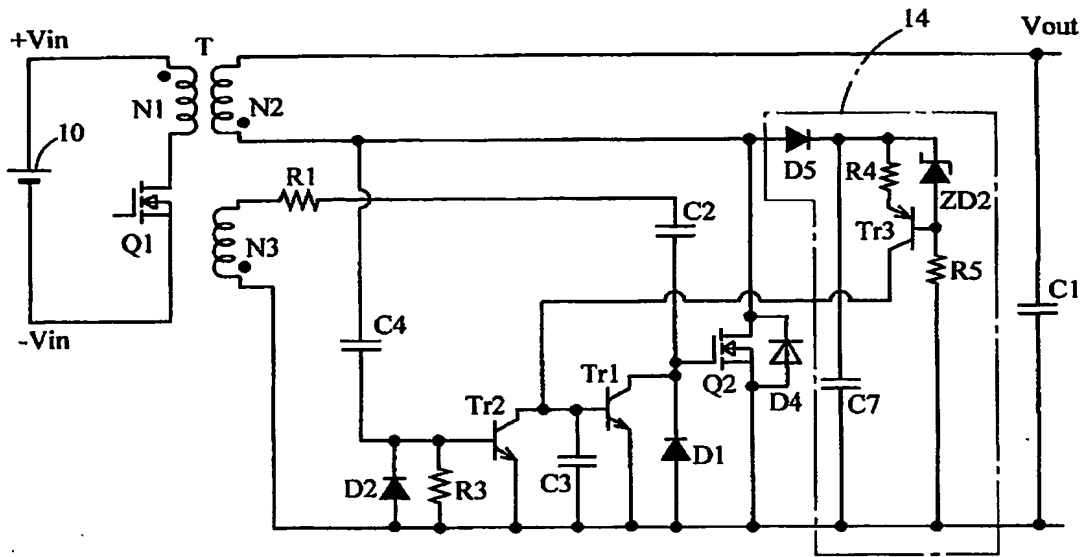 14
Vout
+Vin
T
N1
N2
10
D5
R4
R1
C2
ZD2
Q1
N3
Tr3
R5
C1
-Vin
C4
Tr1
Q2
Tr2
D4
C7
D2
R3
C3
D1